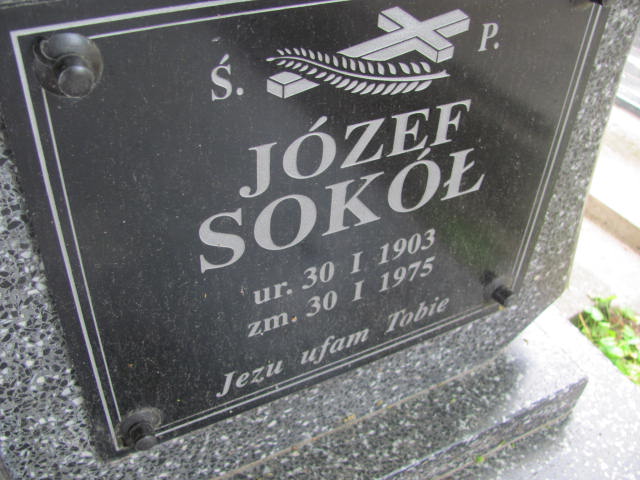 Ś. P.
JÓZEF
SOKÓŁ
ur. 30 I 1903
zm. 30 I 1975
Jezu ufam Tobie